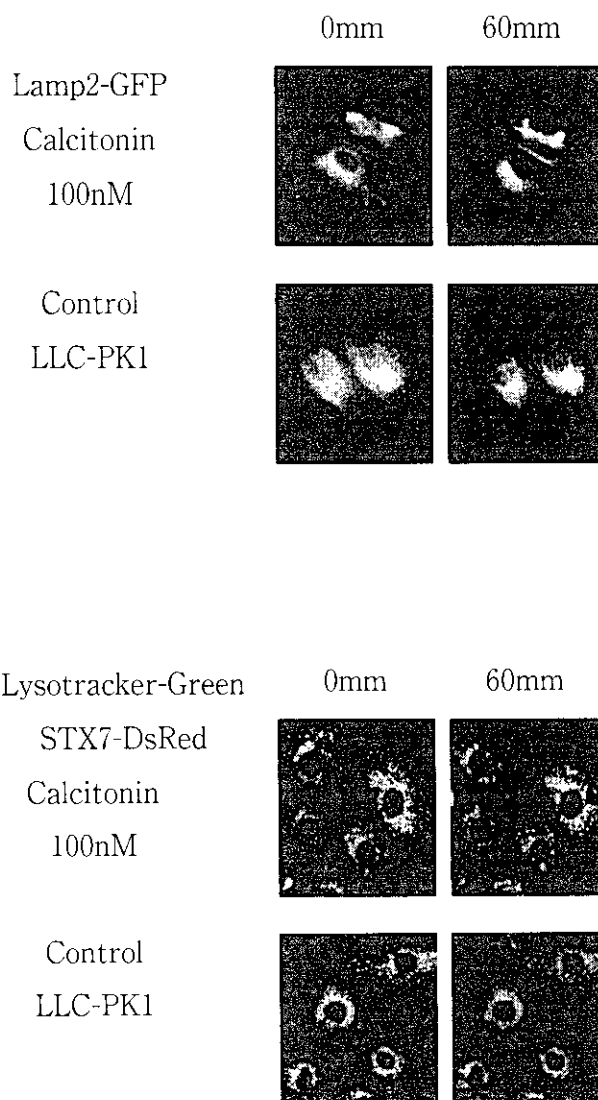 0mm 60mm
Lamp2-GFP
Calcitonin
100nM
Control
LLC-PK1
Lysotracker-Green 0mm 60mm
STX7-DsRed
Calcitonin
100nM
Control
LLC-PK1